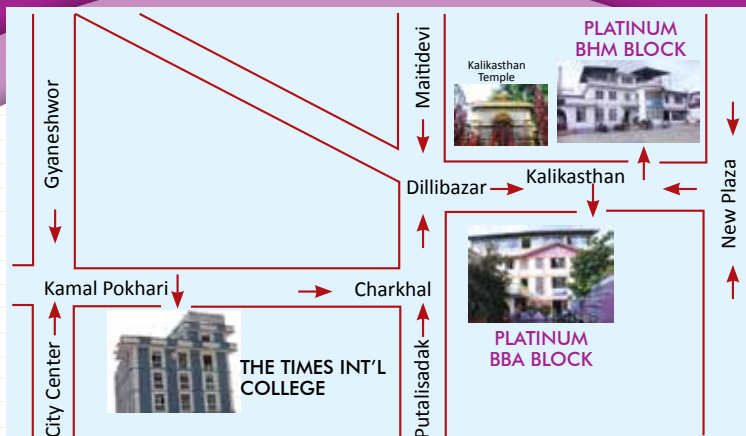 PLATINUM
BHM BLOCK
Kalikasthan
Temple
Maitidevi
Gyaneshwor
Dillibazar
Kalikasthan
New Plaza
Kamal Pokhari
Charkhal
City Center
THE TIMES INT'L
COLLEGE
Putalisadak
PLATINUM
BBA BLOCK